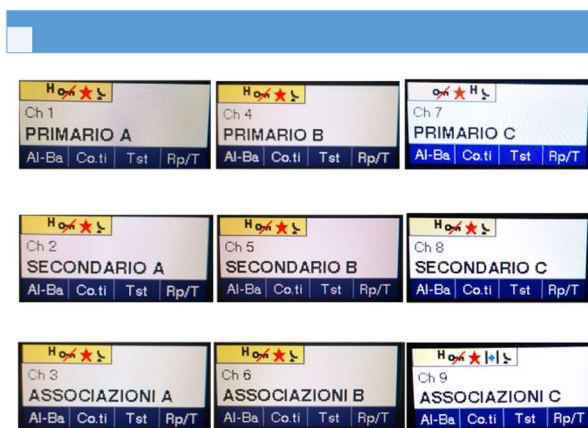 H
Ch 1
PRIMARIO A
Al-Ba Co.ti Tst Rp/T
H
Ch 4
PRIMARIO B
Al-Ba Co.ti Tst Rp/T
H
Ch 7
PRIMARIO C
Al-Ba Co.ti Tst Rp/T
H
Ch 2
SECONDARIO A
Al-Ba Co.ti Tst Rp/T
H
Ch 5
SECONDARIO B
Al-Ba Co.ti Tst Rp/T
H
Ch 8
SECONDARIO C
Al-Ba Co.ti Tst Rp/T
H
Ch 3
ASSOCIAZIONI A
Al-Ba Co.ti Tst Rp/T
H
Ch 6
ASSOCIAZIONI B
Al-Ba Co.ti Tst Rp/T
H
Ch 9
ASSOCIAZIONI C
Al-Ba Co.ti Tst Rp/T